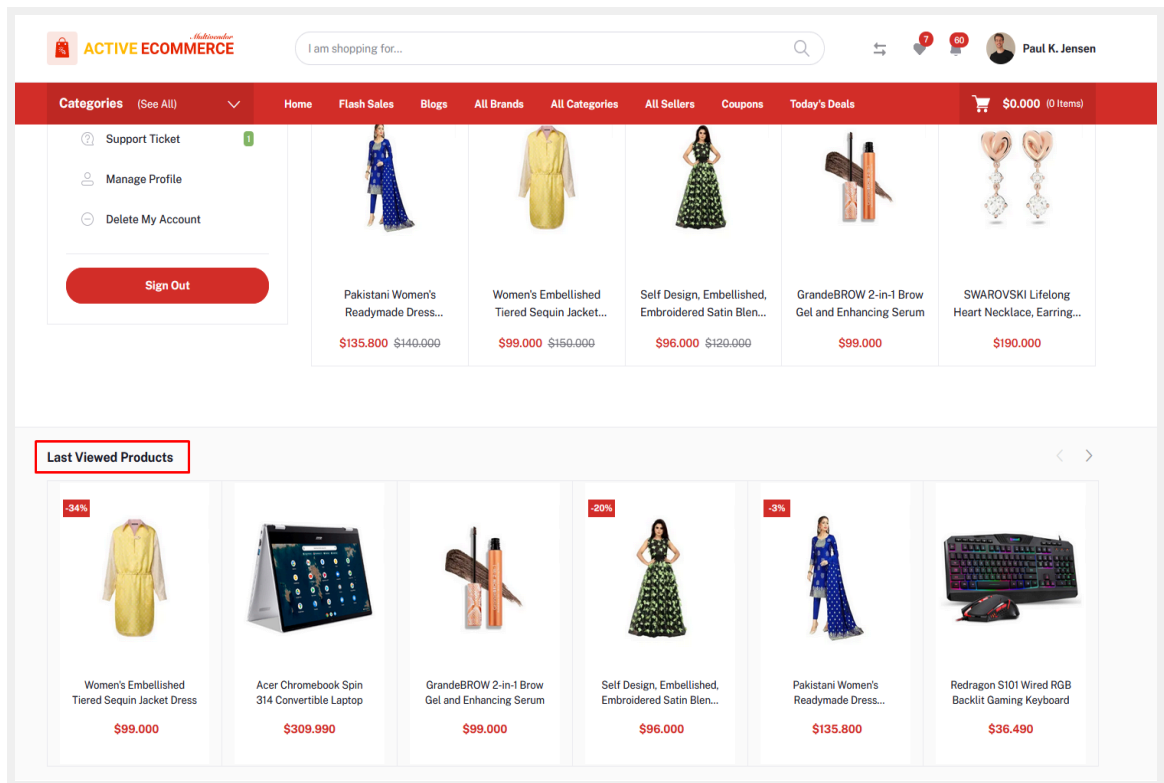 Multivendor
ACTIVE ECOMMERCE
I am shopping for...
7
60
Paul K. Jensen
Categories (See All)
Home Flash Sales Blogs All Brands All Categories All Sellers Coupons Today's Deals
$0.000 (0 Items)
Support Ticket 1
Manage Profile
Delete My Account
Sign Out
Pakistani Women's
Readymade Dress...
$135.800 $140.000
Women's Embellished
Tiered Sequin Jacket...
$99.000 $150.000
Self Design, Embellished,
Embroidered Satin Blen...
$96.000 $120.000
GrandeBROW 2-in-1 Brow
Gel and Enhancing Serum
$99.000
SWAROVSKI Lifelong
Heart Necklace, Earring...
$190.000
Last Viewed Products
-34%
Women's Embellished
Tiered Sequin Jacket Dress
$99.000
Acer Chromebook Spin
314 Convertible Laptop
$309.990
GrandeBROW 2-in-1 Brow
Gel and Enhancing Serum
$99.000
-20%
Self Design, Embellished,
Embroidered Satin Blen...
$96.000
-3%
Pakistani Women's
Readymade Dress...
$135.800
Redragon S101 Wired RGB
Backlit Gaming Keyboard
$36.490